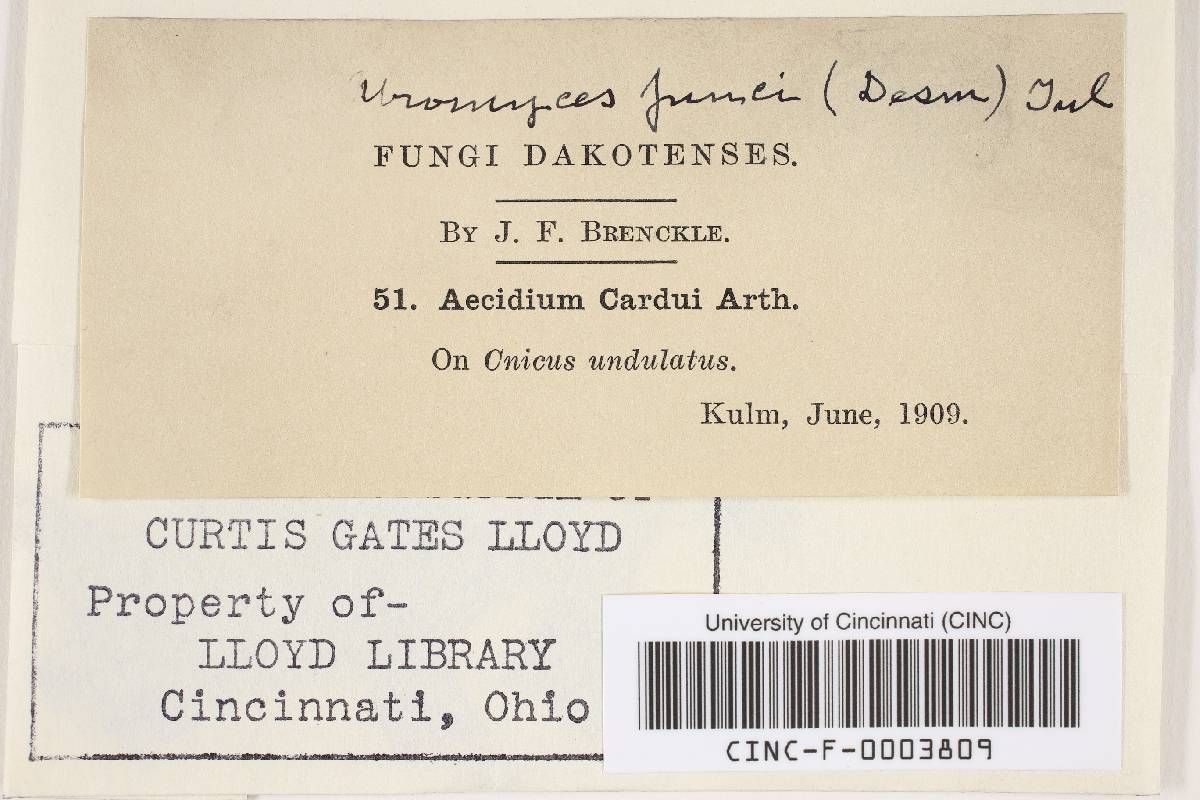 Uromyces junci (Desm) Tul
FUNGI DAKOTENSES.
By J. F. Brenckle.
51. Aecidium Cardui Arth.
On Cnicus undulatus.
Kulm, June, 1909.
CURTIS GATES LLOYD
Property of-
LLOYD LIBRARY
Cincinnati, Ohio
University of Cincinnati (CINC)
CINC-F-0003809